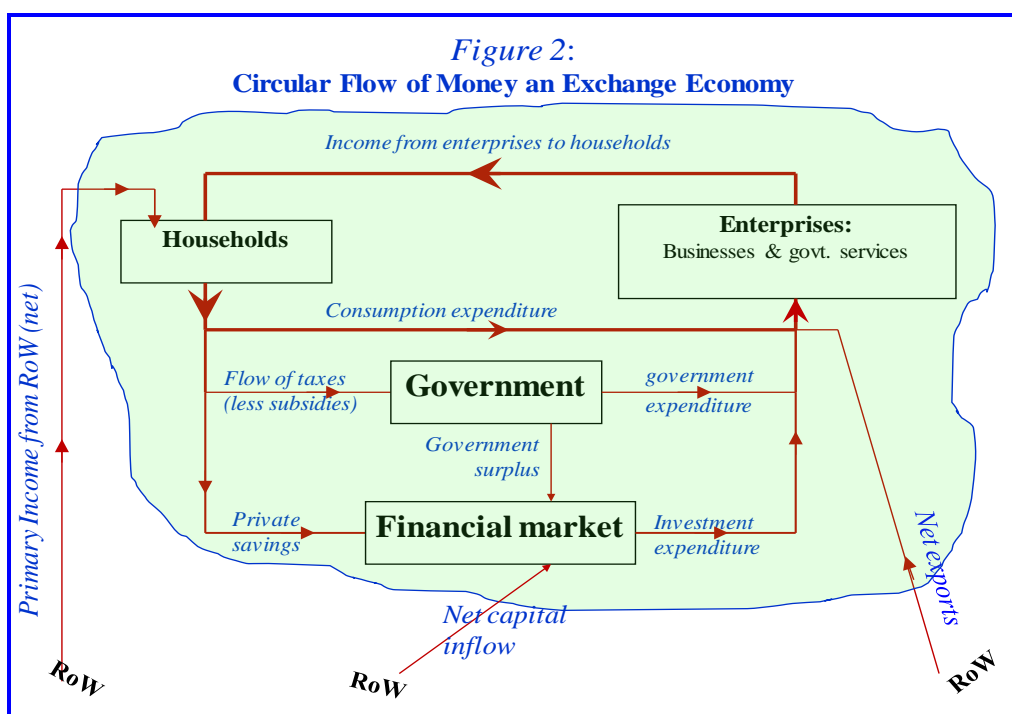 Figure 2:
Circular Flow of Money an Exchange Economy
Income from enterprises to households
Households
Enterprises:
Businesses & govt. services
Primary Income from RoW (net)
Consumption expenditure
Flow of taxes
(less subsidies)
Government
government
expenditure
Government
surplus
Private
savings
Financial market
Investment
expenditure
Net exports
Net capital
inflow
RoW
RoW
RoW